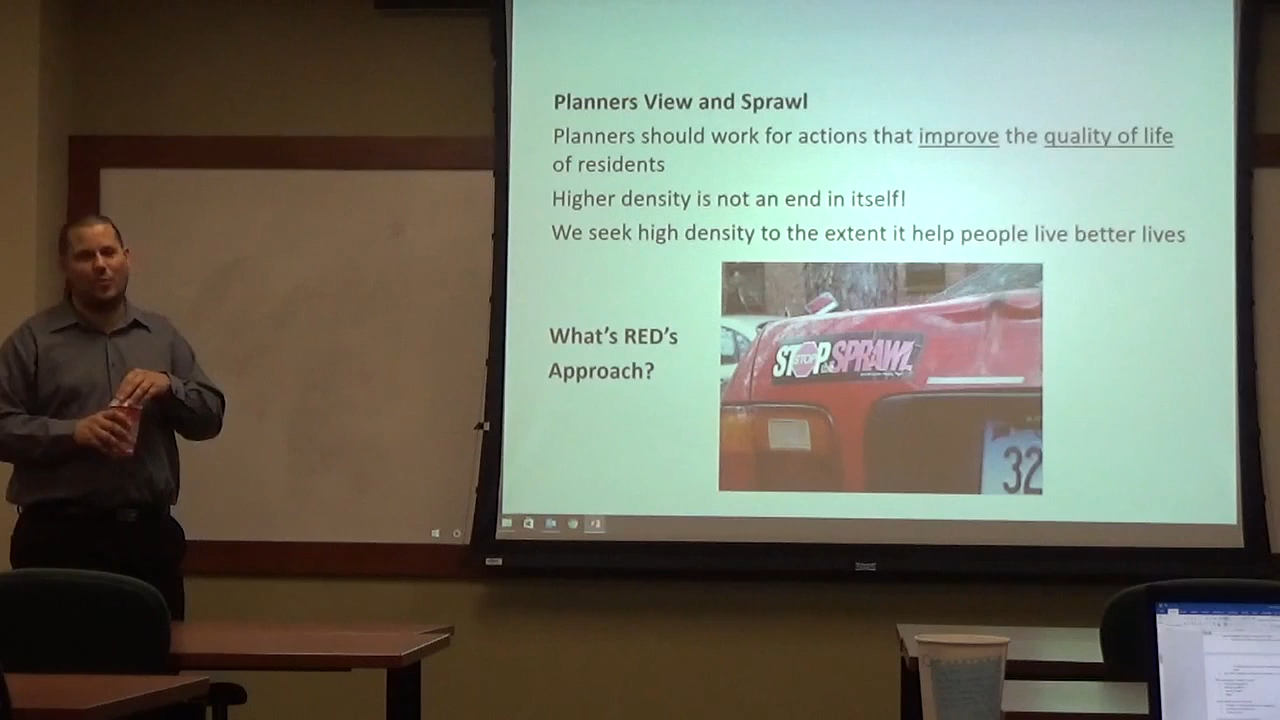 Planners View and Sprawl
Planners should work for actions that improve the quality of life
of residents
Higher density is not an end in itself!
We seek high density to the extent it help people live better lives
What's RED's
Approach?
STOP
STOP
SPRAWL
32